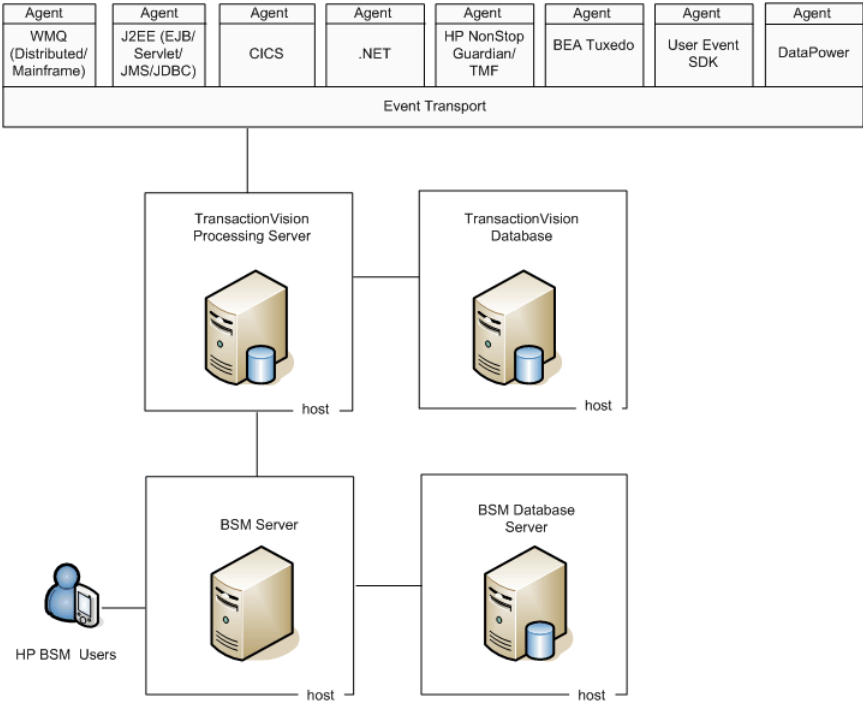 Agent
Agent
Agent
Agent
Agent
Agent
Agent
Agent
WMQ
(Distributed/
Mainframe)
J2EE (EJB/
Servlet/
JMS/JDBC)
CICS
.NET
HP NonStop
Guardian/
TMF
BEA Tuxedo
User Event
SDK
DataPower
Event Transport
TransactionVision
Processing Server
host
TransactionVision
Database
host
BSM Server
host
BSM Database
Server
host
HP BSM Users